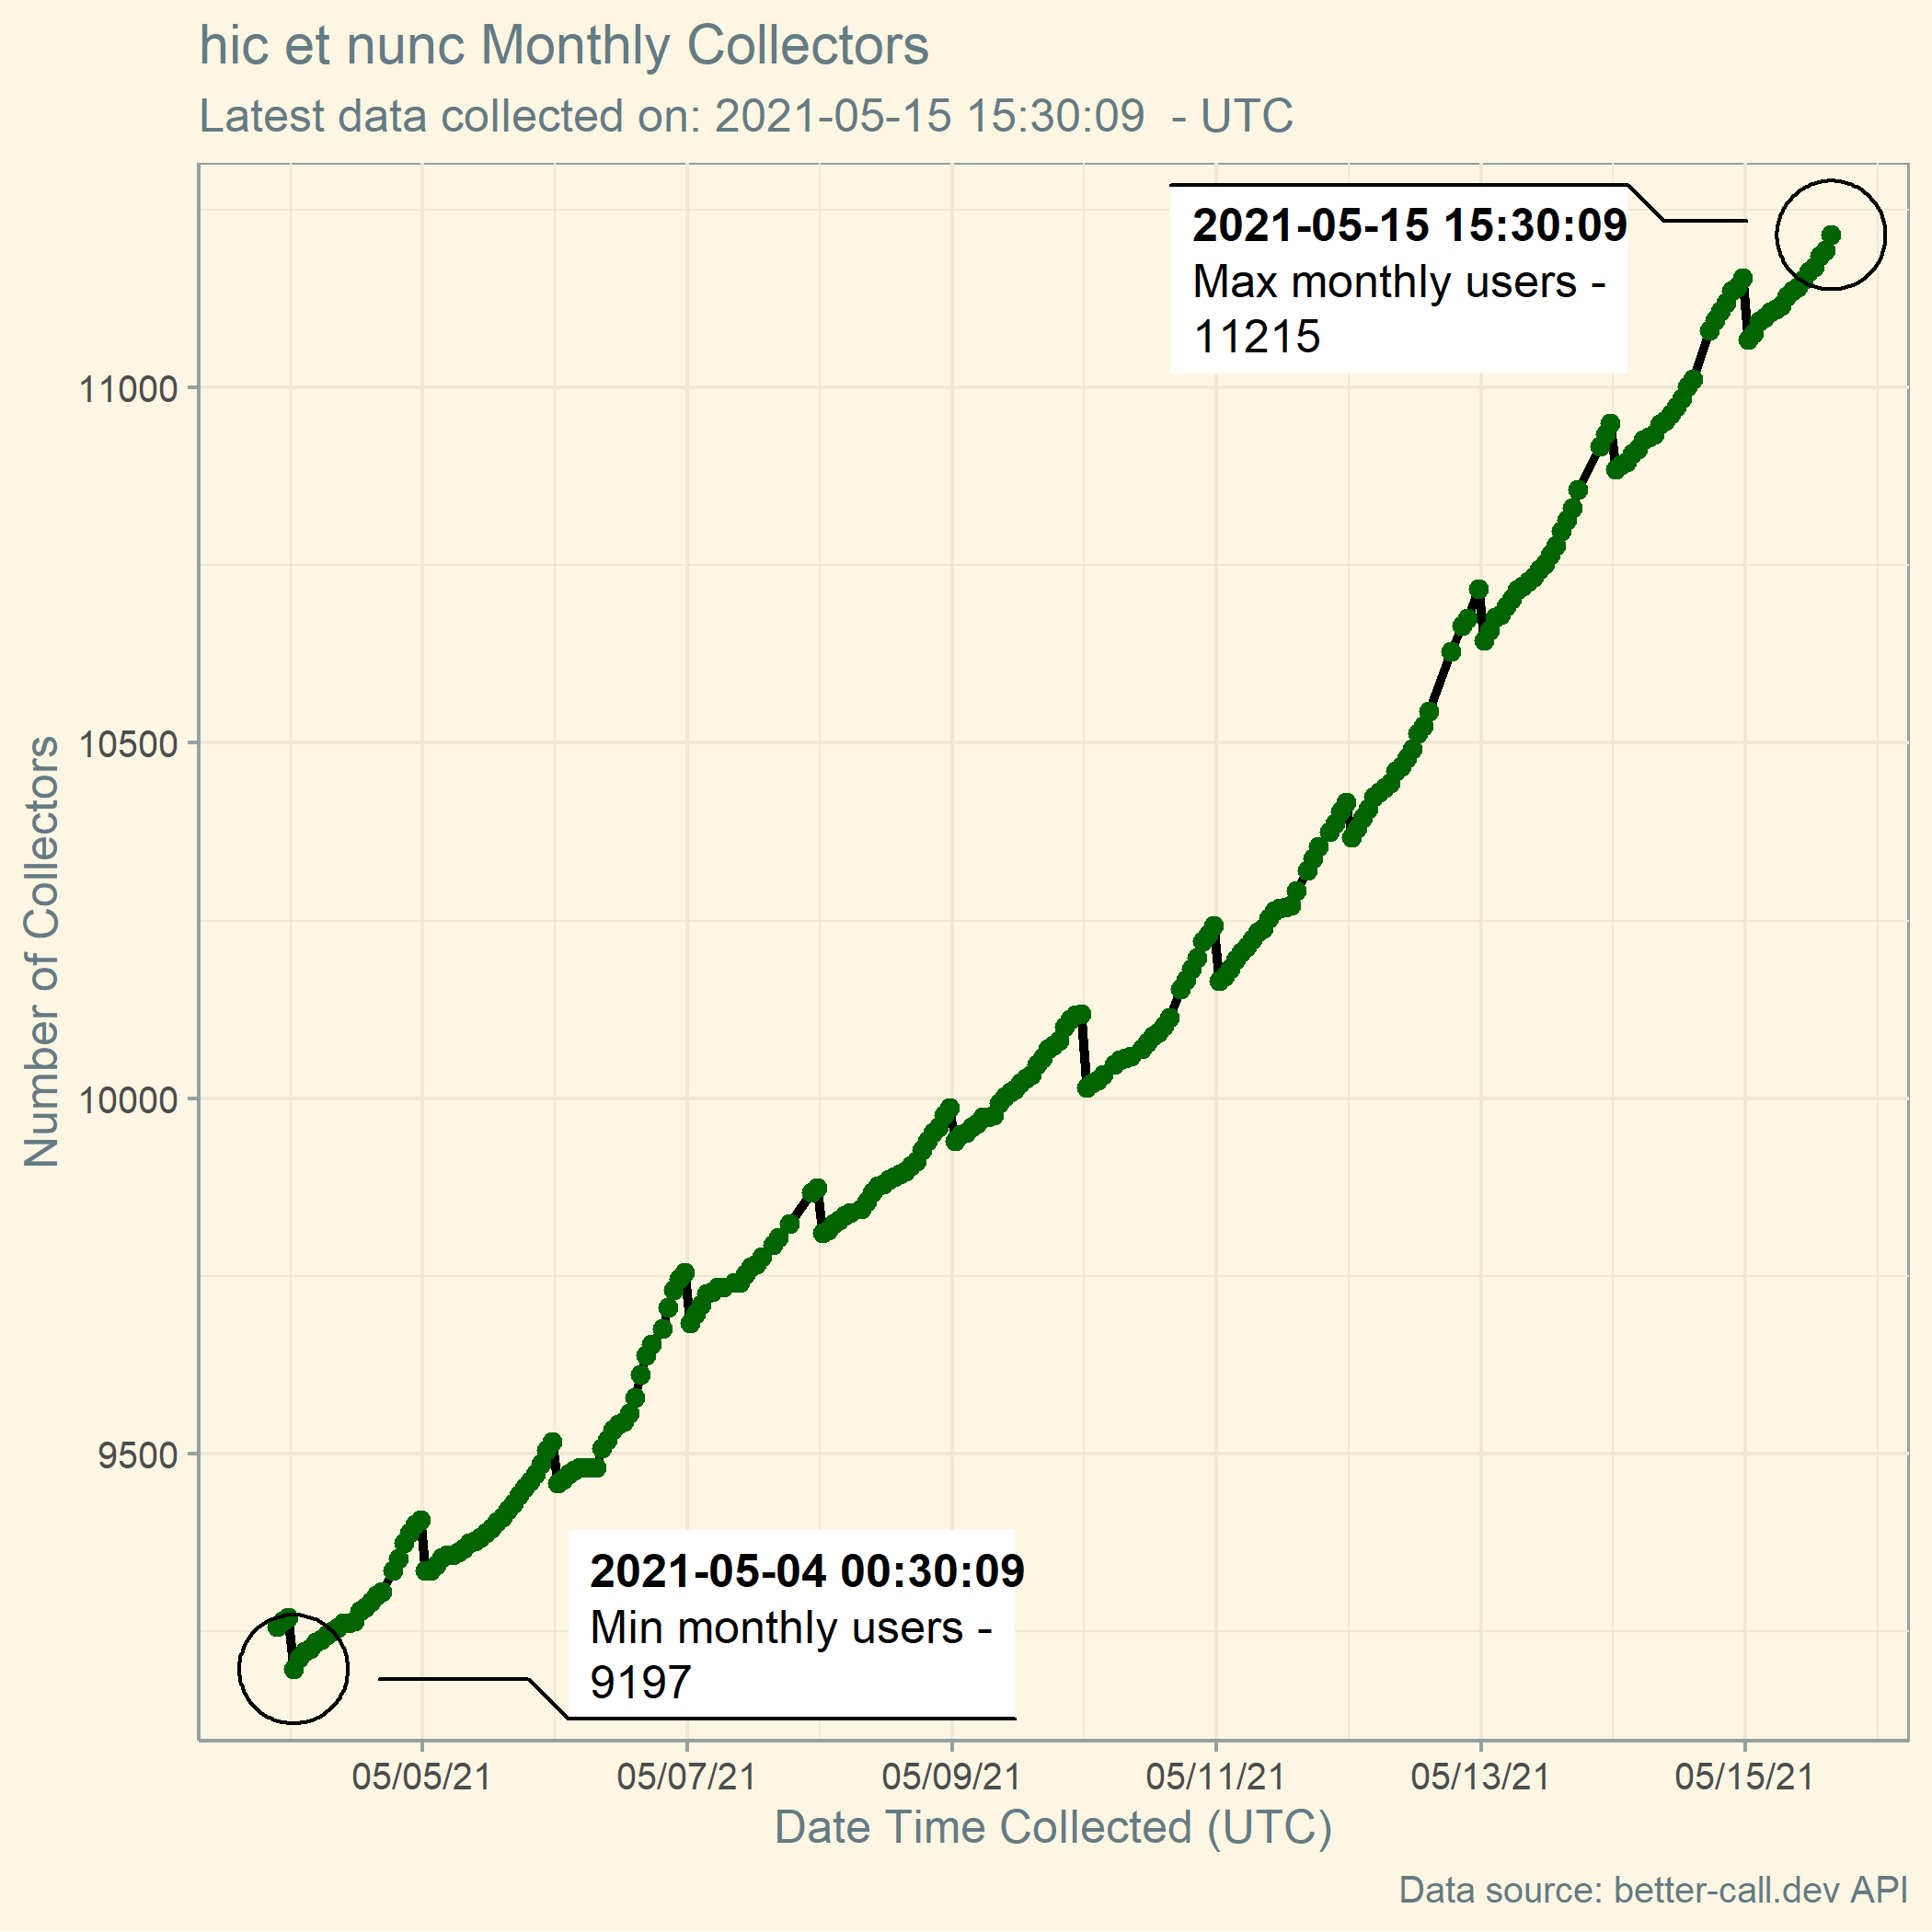 hic et nunc Monthly Collectors
Latest data collected on: 2021-05-15 15:30:09  - UTC
2021-05-15 15:30:09
Max monthly users -
11215
11000
10500
10000
9500
Number of Collectors
2021-05-04 00:30:09
Min monthly users -
9197
05/05/21 05/07/21 05/09/21 05/11/21 05/13/21 05/15/21
Date Time Collected (UTC)
Data source: better-call.dev API